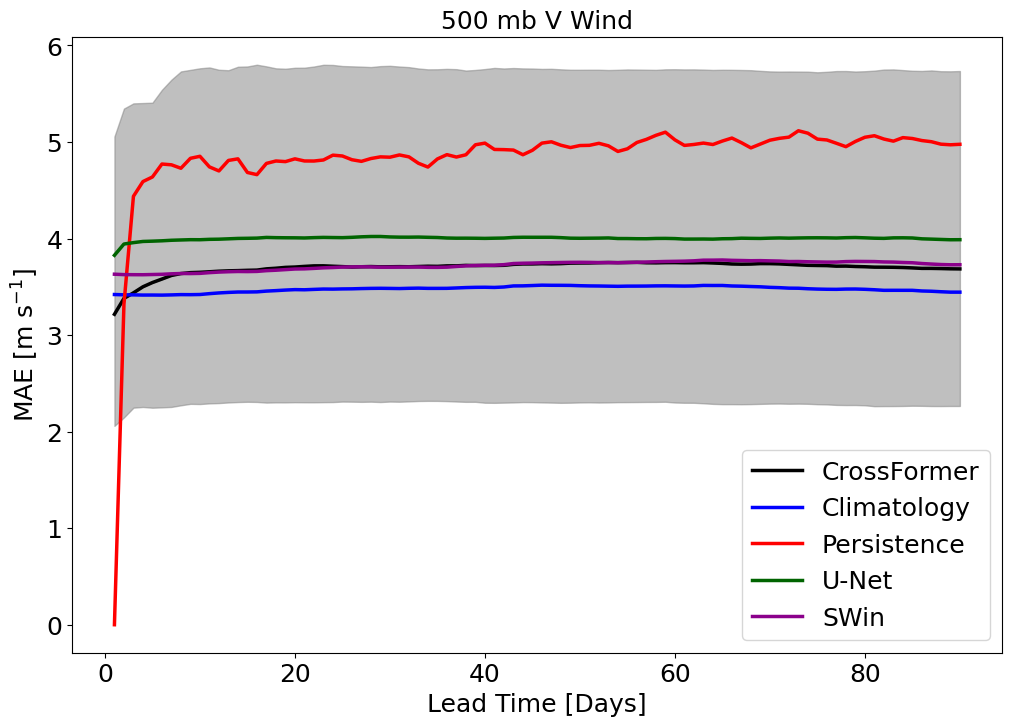 500 mb V Wind
MAE [m s⁻¹]
6
5
4
3
2
1
0
0 20 40 60 80
Lead Time [Days]
CrossFormer
Climatology
Persistence
U-Net
SWin